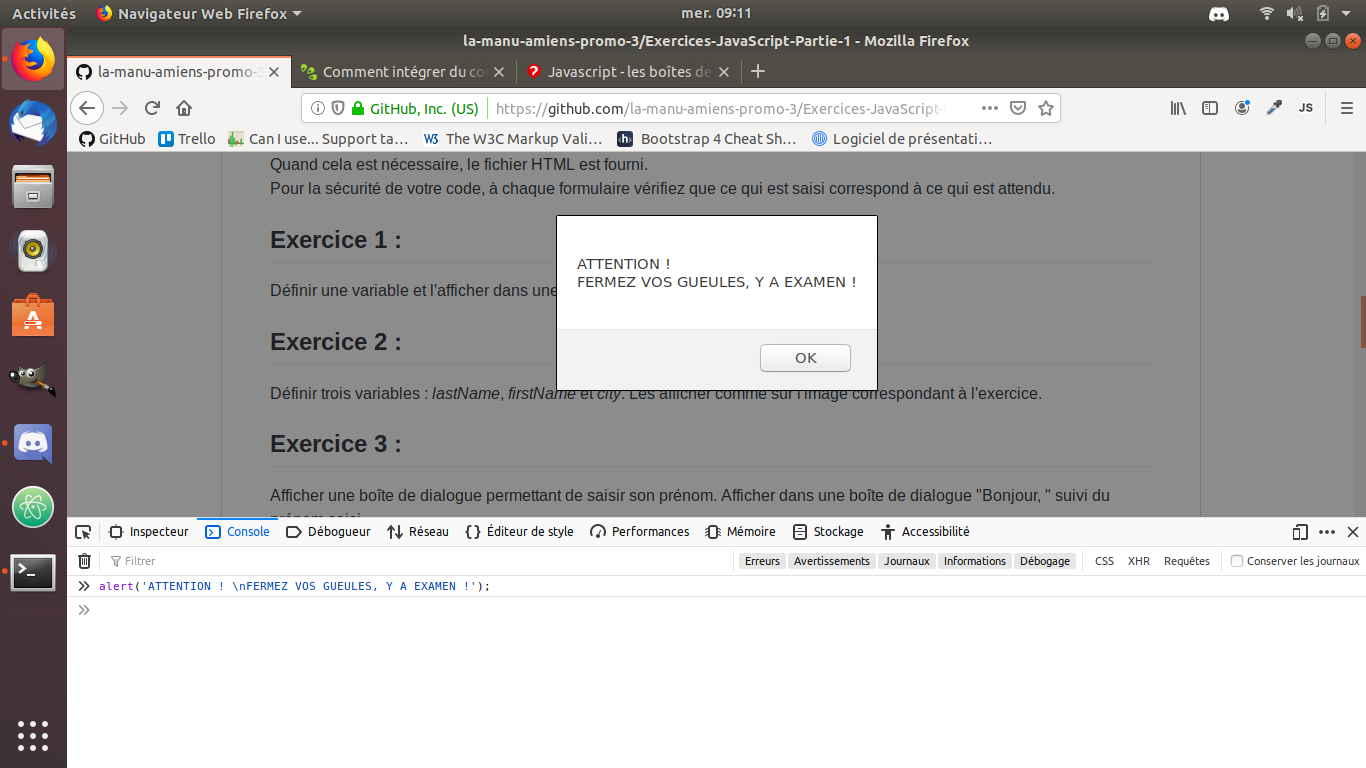 Activités Navigateur Web Firefox mer. 09:11
la-manu-amiens-promo-3/Exercices-JavaScript-Partie-1 - Mozilla Firefox
la-manu-amiens-promo-3 Comment intégrer du co Javascript - les boîtes de
GitHub, Inc. (US) https://github.com/la-manu-amiens-promo-3/Exercices-JavaScript- JS
GitHub Trello Can I use... Support ta… The W3C Markup Vali… Bootstrap 4 Cheat Sh… Logiciel de présentati…
Quand cela est nécessaire, le fichier HTML est fourni.
Pour la sécurité de votre code, à chaque formulaire vérifiez que ce qui est saisi correspond à ce qui est attendu.
Exercice 1 :
Définir une variable et l'afficher dans une
ATTENTION !
FERMEZ VOS GUEULES, Y A EXAMEN !
OK
Exercice 2 :
Définir trois variables : lastName, firstName et city. Les afficher comme sur l'image correspondant à l'exercice.
Exercice 3 :
Afficher une boîte de dialogue permettant de saisir son prénom. Afficher dans une boîte de dialogue "Bonjour, " suivi du
prénom saisi.
Inspecteur Console Débogueur Réseau Éditeur de style Performances Mémoire Stockage Accessibilité
Filtrer Erreurs Avertissements Journaux Informations Débogage CSS XHR Requêtes Conserver les journaux
alert('ATTENTION ! \nFERMEZ VOS GUEULES, Y A EXAMEN !');